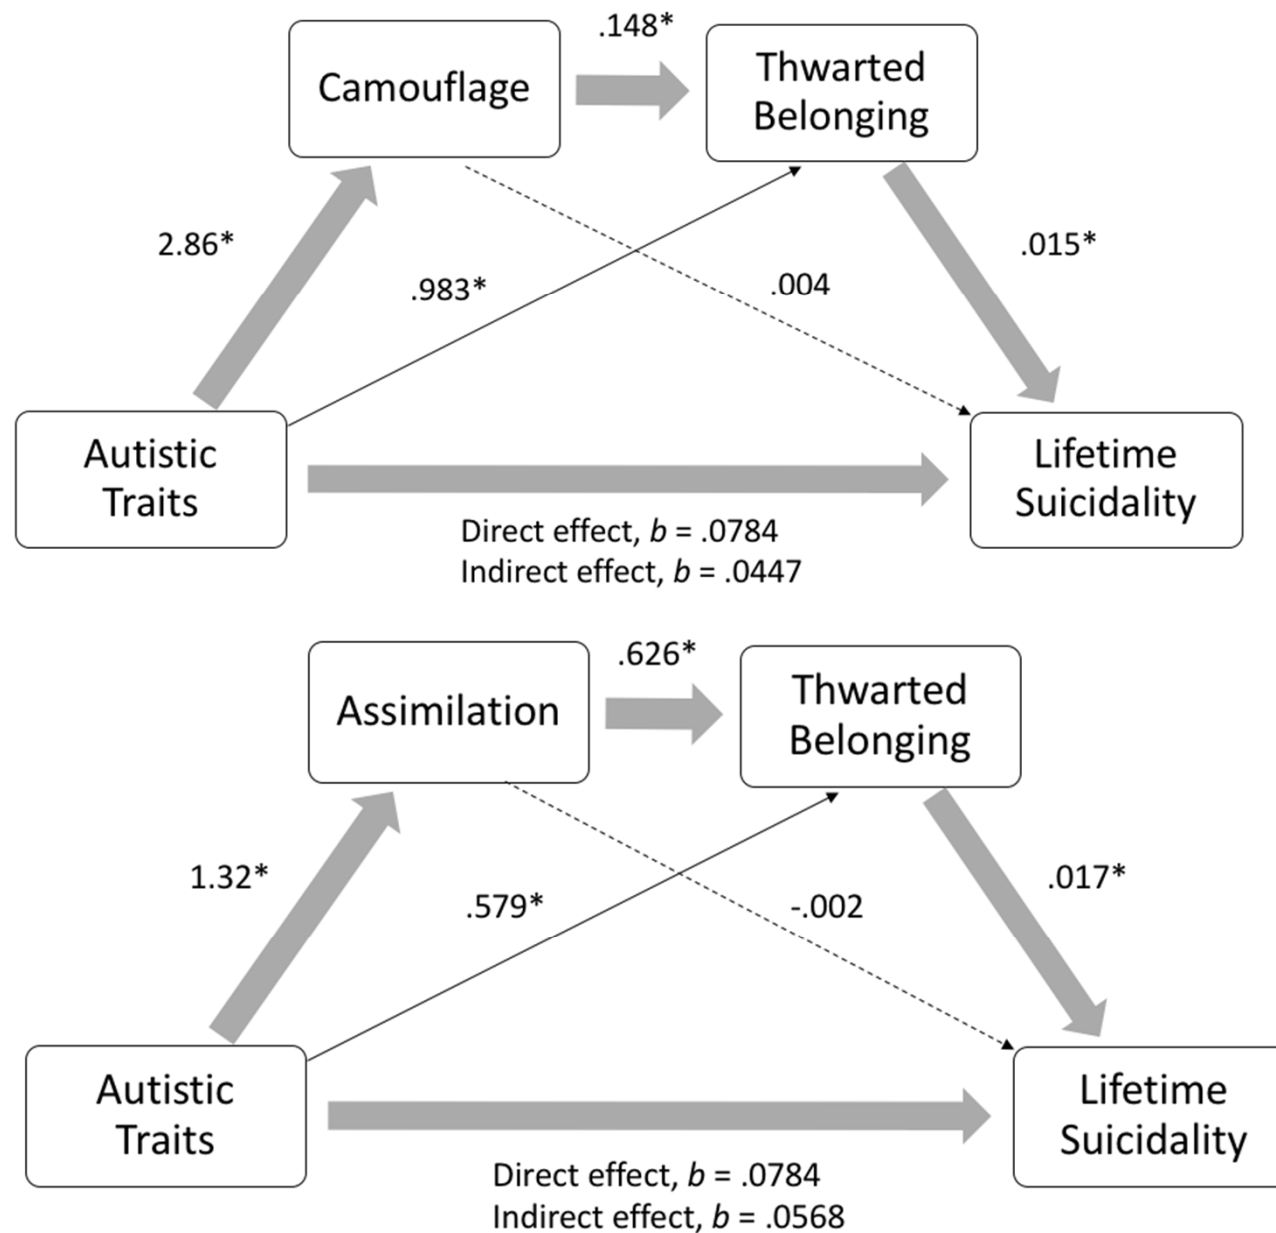 .148*
Camouflage
Thwarted
Belonging
2.86*
.983*
.004
.015*
Autistic
Traits
Lifetime
Suicidality
Direct effect, b = .0784
Indirect effect, b = .0447
.626*
Assimilation
Thwarted
Belonging
1.32*
.579*
-.002
.017*
Autistic
Traits
Lifetime
Suicidality
Direct effect, b = .0784
Indirect effect, b = .0568